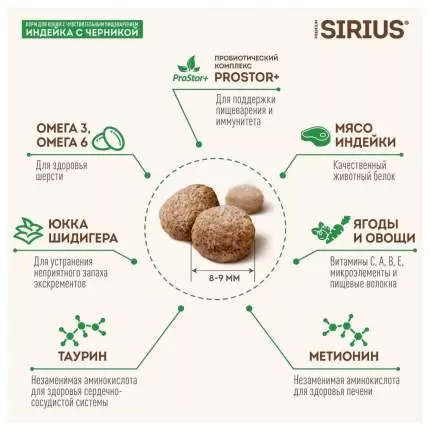 КОРМ ДЛЯ КОШЕК С ЧУВСТВИТЕЛЬНЫМ ПИЩЕВАРЕНИЕМ
ИНДЕЙКА С ЧЕРНИКОЙ
PREMIUM
SIRIUS®
ProStor+
ПРОБИОТИЧЕСКИЙ
КОМПЛЕКС
PROSTOR+
Для поддержки
пищеварения и
иммунитета
ОМЕГА 3,
ОМЕГА 6
Для здоровья
шерсти
МЯСО
ИНДЕЙКИ
Качественный
животный белок
ЮККА
ШИДИГЕРА
Для устранения
неприятного запаха
экскрементов
8-9 ММ
ЯГОДЫ
И ОВОЩИ
Витамины С, А, В, Е,
микроэлементы и
пищевые волокна
ТАУРИН
Незаменимая аминокислота
для здоровья сердечно-
сосудистой системы
МЕТИОНИН
Незаменимая аминокислота
для здоровья печени